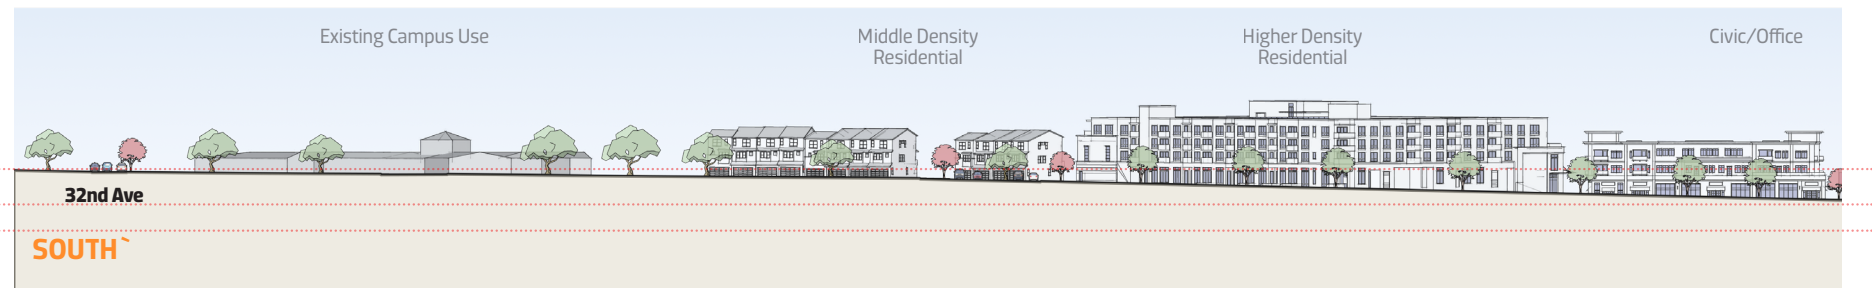 Existing Campus Use
Middle Density
Residential
Higher Density
Residential
Civic/Office
32nd Ave
SOUTH`